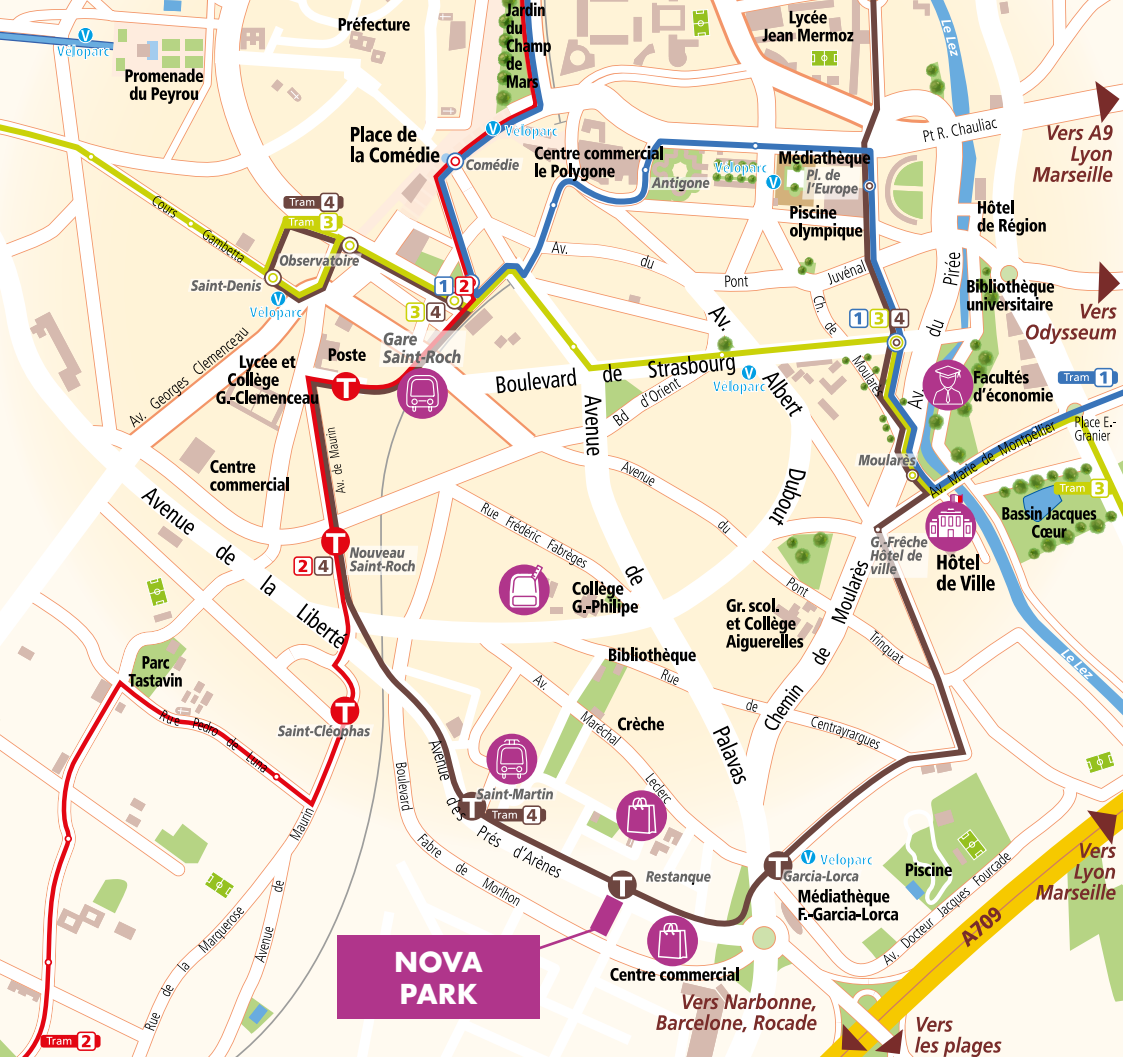 Préfecture
Jardin
du
Champ
de
Mars
Lycée
Jean Mermoz
Le Lez
V
Véloparc
Promenade
du Peyrou
Place de
la Comédie
Comédie
V Véloparc
Centre commercial
le Polygone
Antigone
Véloparc
V
Médiathèque
Pl. de
l'Europe
Piscine
olympique
Pt R. Chauliac
Vers A9
Lyon
Marseille
Hôtel
de Région
Cours
Gambetta
Tram 4
Tram 3
Observatoire
Saint-Denis
V
Véloparc
1 2
3 4
Gare
Saint-Roch
Av.
du
Pont
Juvénal
Ch. de
Moularès
1 3 4
Av.
du
Pirée
Bibliothèque
universitaire
Vers
Odysseum
Av. Georges Clemenceau
Lycée et
Collège
G.-Clemenceau
Poste
T
Boulevard
de
Strasbourg
Bd d'Orient
V
Véloparc
Av.
Albert
Dubout
Facultés
d'économie
Tram 1
Place E.-
Granier
Av. Marie de Montpellier
Tram 3
Moularès
Bassin Jacques
Cœur
Centre
commercial
Av. de Maurin
Avenue
de
la
Liberté
Avenue
de
Palavas
Avenue
du
Pont
Trinquat
Rue Frédéric Fabrèges
T
2 4
Nouveau
Saint-Roch
Collège
G.-Philipe
G.-Frêche
Hôtel de
ville
Hôtel
de Ville
Gr. scol.
et Collège
Aiguerelles
Chemin
de
Moularès
Le Lez
Bibliothèque
Rue
de
Centrayrargues
Parc
Tastavin
Rue Pedro de Luna
T
Saint-Cléophas
Av.
Maréchal
Leclerc
Crèche
Saint-Martin
T
Tram 4
Avenue
des
Prés d'Arènes
Boulevard
Fabre
de
Morlhon
Avenue
de
Maurin
Rue
de
la
Marquerose
T
Restanque
T
V Véloparc
Garcia-Lorca
Médiathèque
F.-Garcia-Lorca
Piscine
Av. Docteur Jacques Fourcade
A709
Vers
Lyon
Marseille
NOVA
PARK
Centre commercial
Vers Narbonne,
Barcelone, Rocade
Vers
les plages
Tram 2